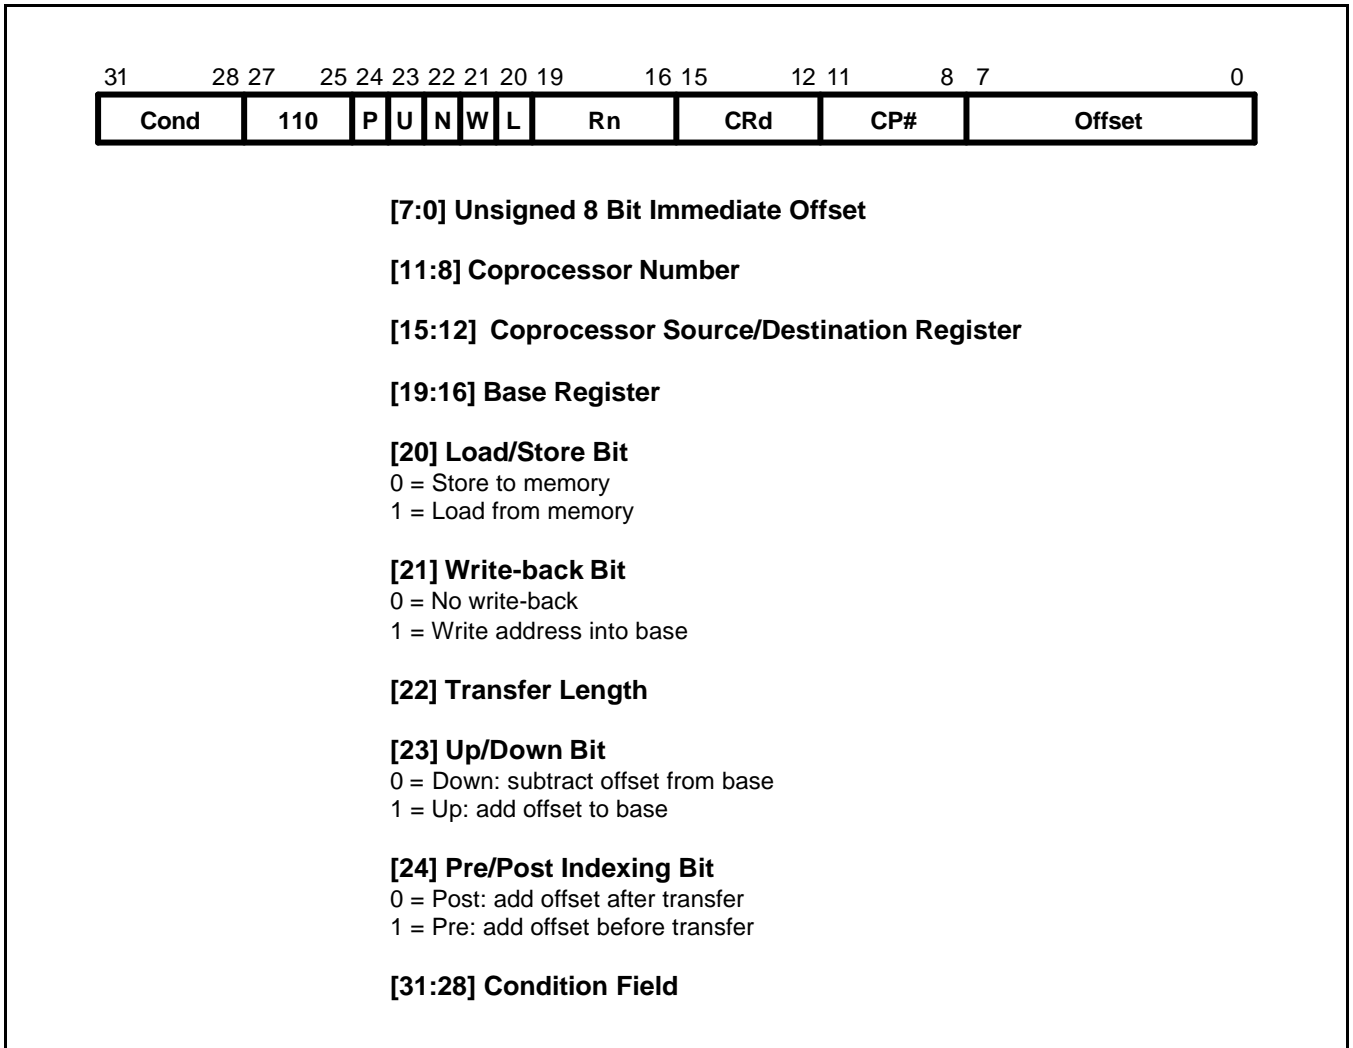 31 28 27 25 24 23 22 21 20 19 16 15 12 11 8 7 0
Cond 110 P U N W L Rn CRd CP# Offset
[7:0] Unsigned 8 Bit Immediate Offset
[11:8] Coprocessor Number
[15:12] Coprocessor Source/Destination Register
[19:16] Base Register
[20] Load/Store Bit
0 = Store to memory
1 = Load from memory
[21] Write-back Bit
0 = No write-back
1 = Write address into base
[22] Transfer Length
[23] Up/Down Bit
0 = Down: subtract offset from base
1 = Up: add offset to base
[24] Pre/Post Indexing Bit
0 = Post: add offset after transfer
1 = Pre: add offset before transfer
[31:28] Condition Field